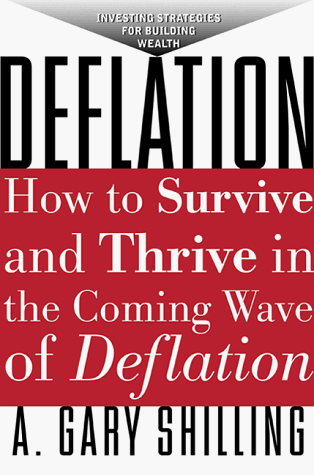 INVESTING STRATEGIES
FOR BUILDING
WEALTH
DEFLATION
How to Survive
and Thrive in
the Coming Wave
of Deflation
A. GARY SHILLING